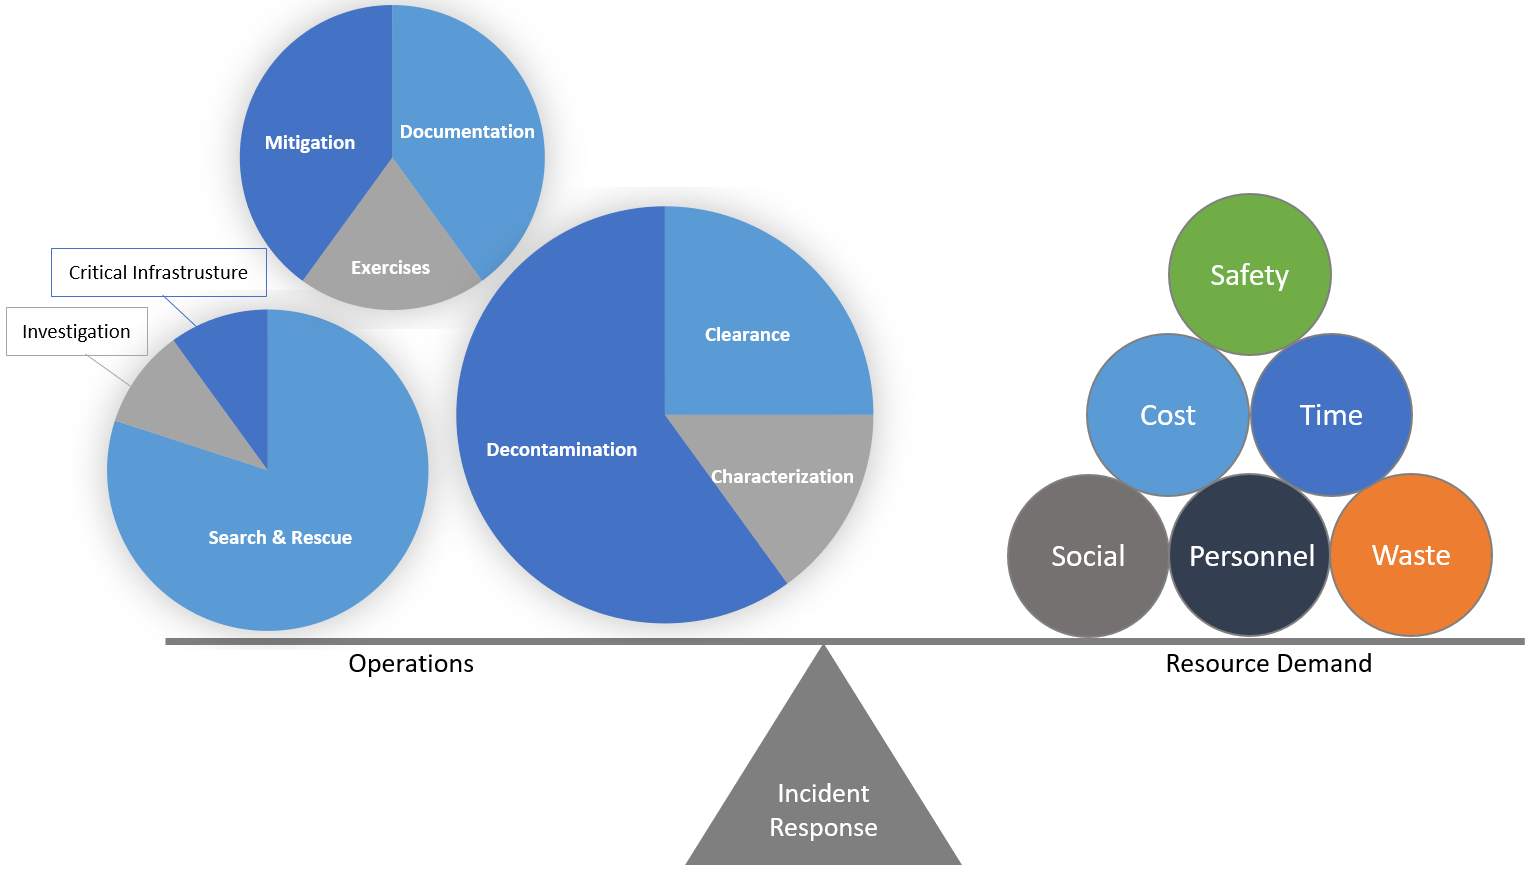 Mitigation
Documentation
Exercises
Critical Infrastrusture
Investigation
Search & Rescue
Clearance
Decontamination
Characterization
Safety
Cost
Time
Social
Personnel
Waste
Operations
Resource Demand
Incident
Response